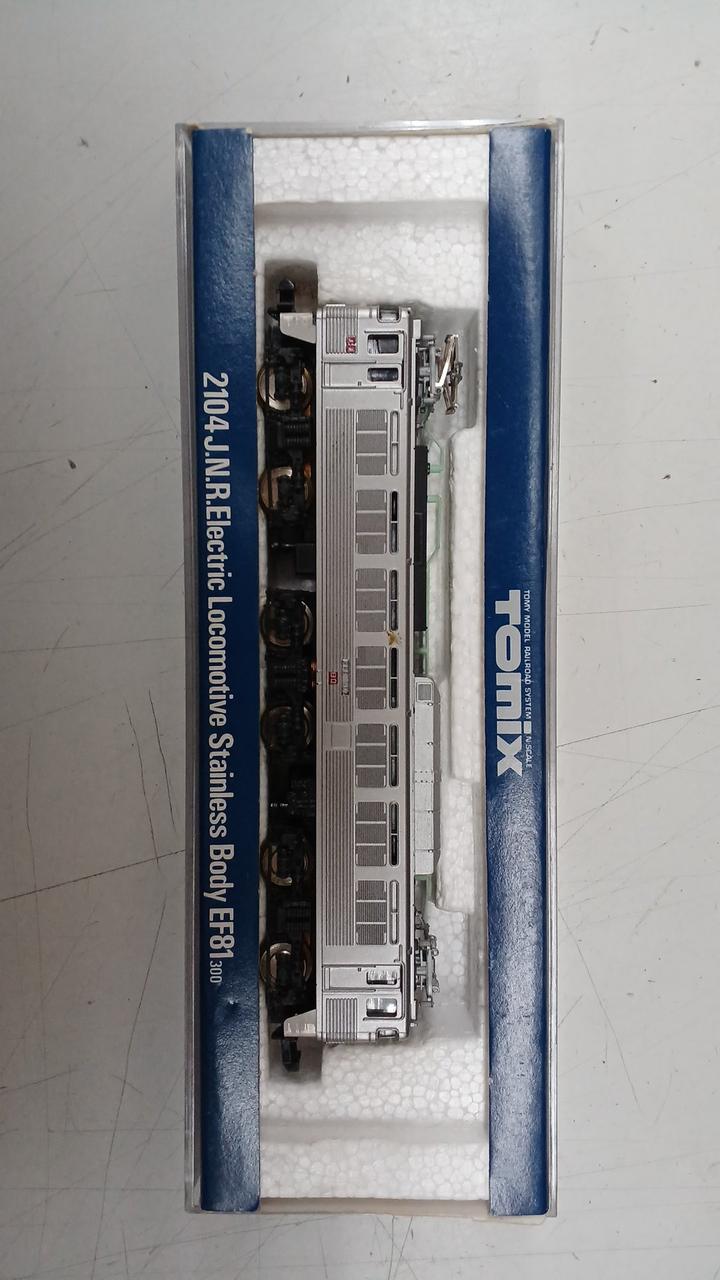 TOMY MODEL RAILROAD SYSTEM N-SCALE
TOMIX
2104 J.N.R. Electric Locomotive Stainless Body EF81 300